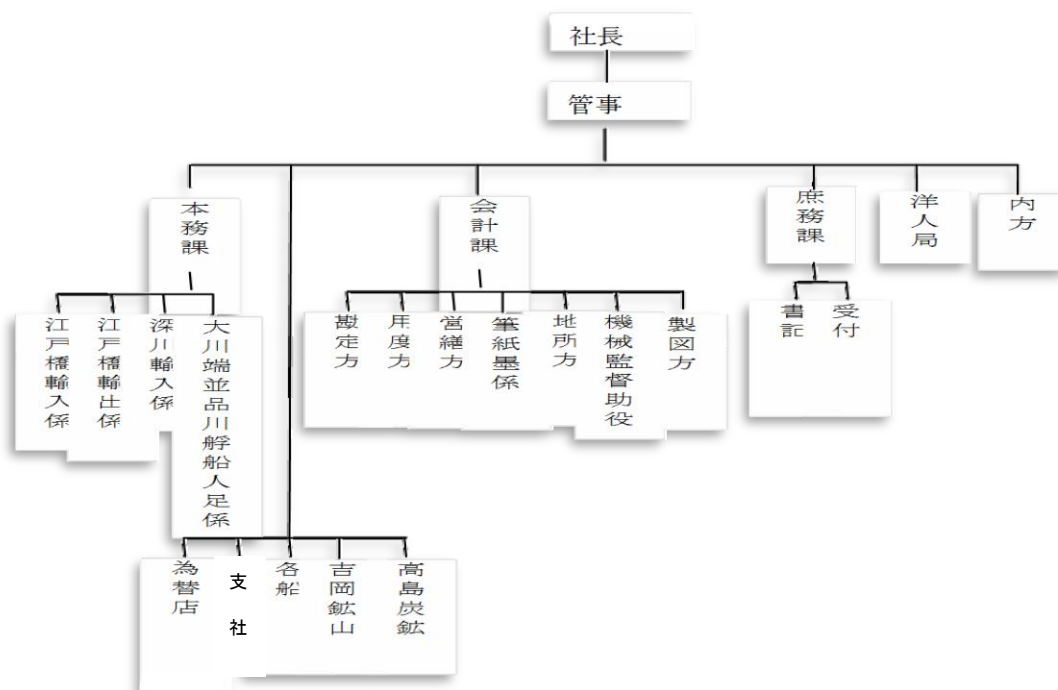 社長
管事
本務課
会計課
庶務課
洋人局
内方
江戸橋輸入係
江戸橋輸出係
深川輸入係
大川端並品川艀船人足係
勘定方
用度方
営繕方
筆紙墨係
地所方
機械監督助役
製図方
書記
受付
為替店
支社
各船
吉岡鉱山
高島炭鉱